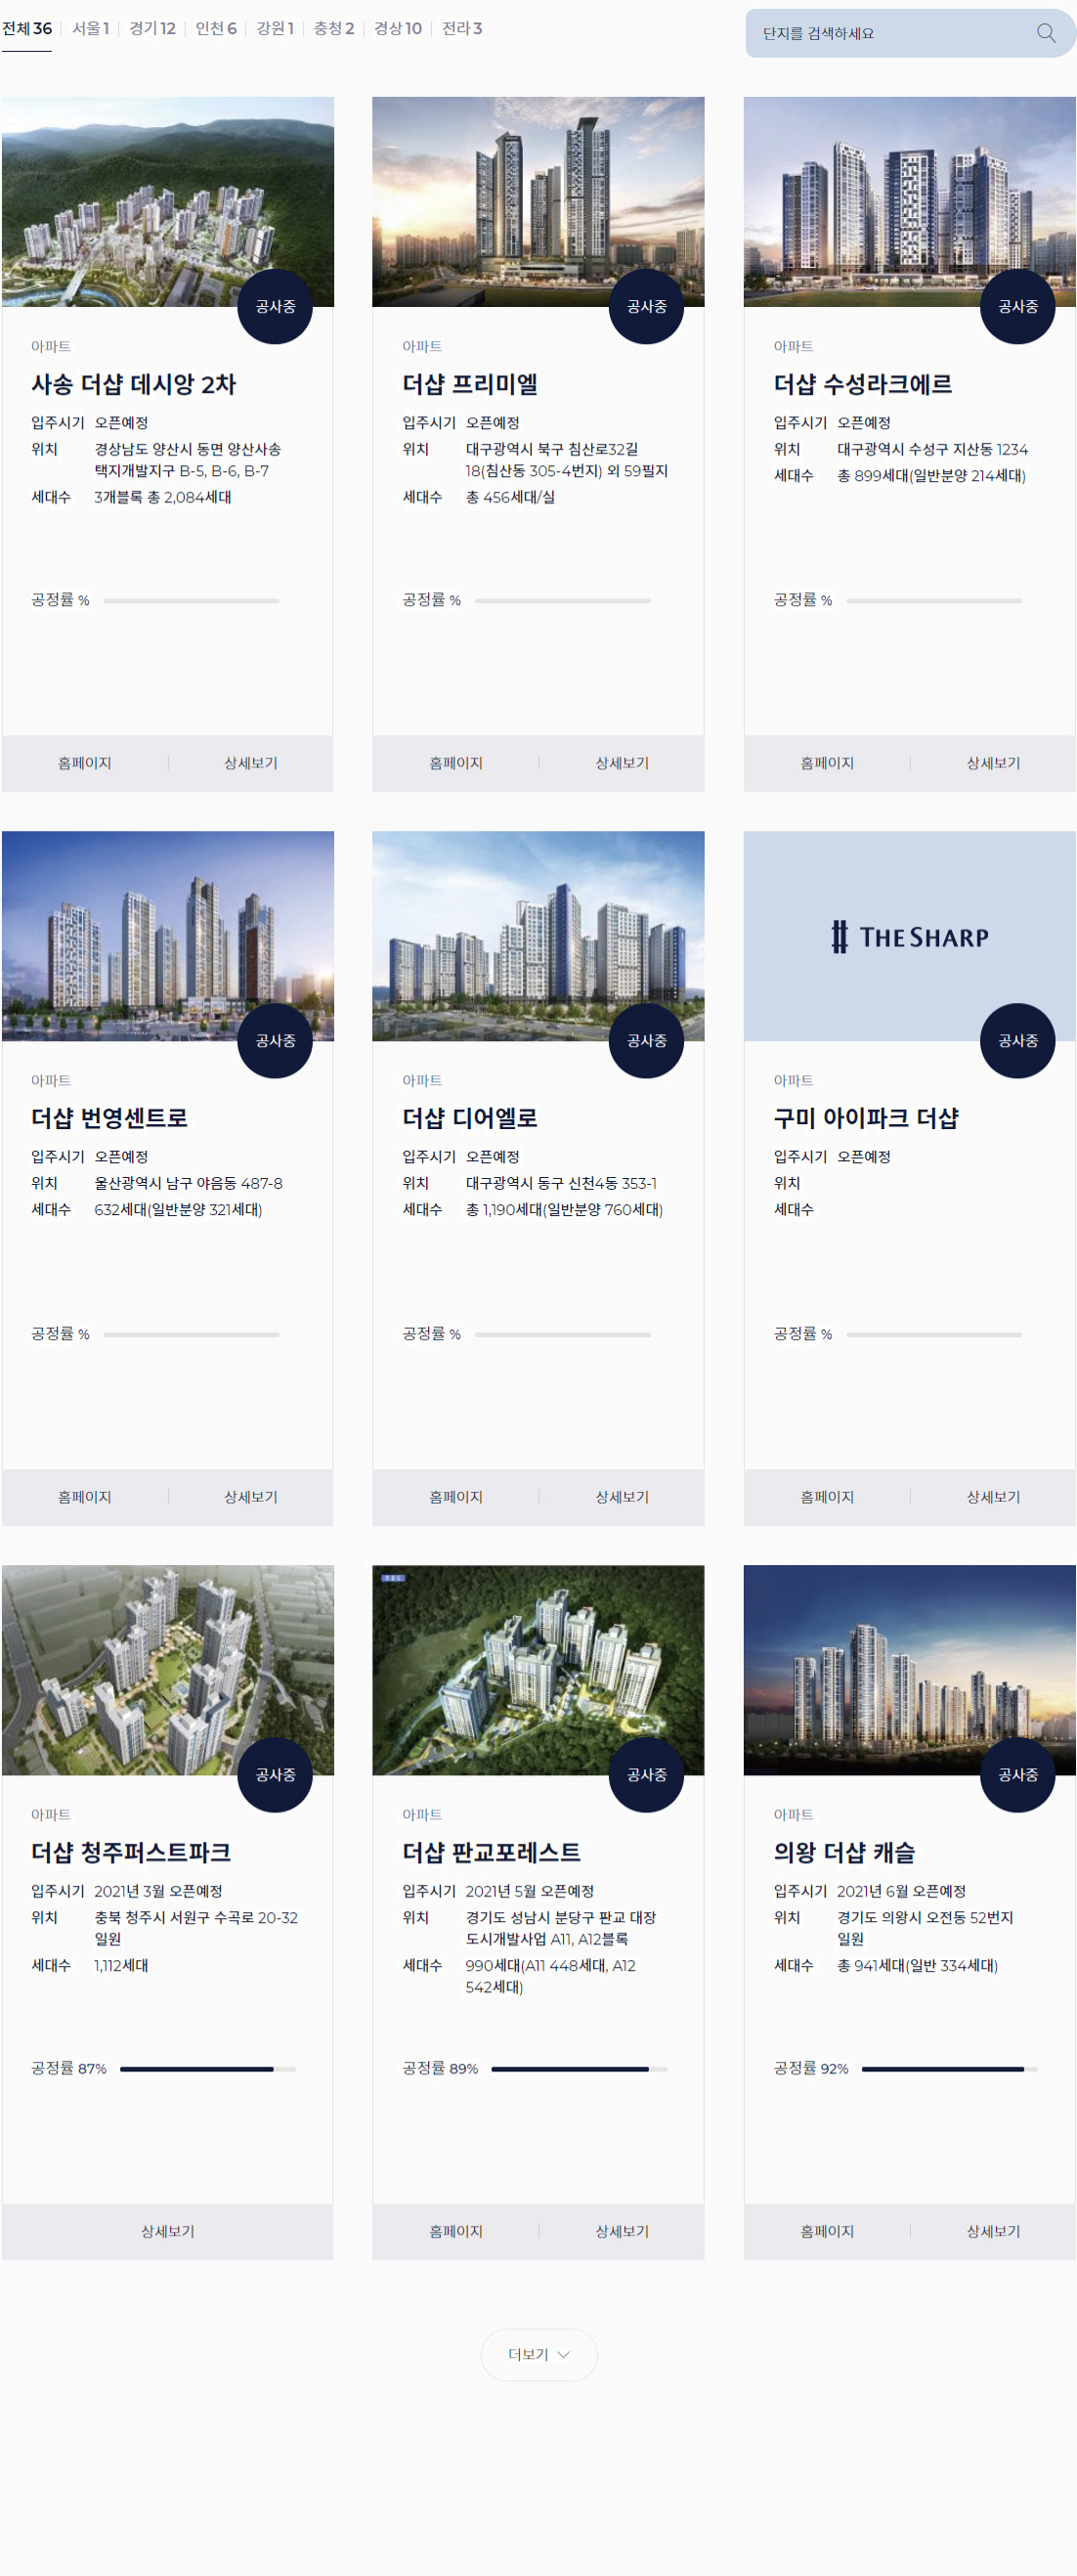 전체 36 서울 1 경기 12 인천 6 강원 1 충청 2 경상 10 전라 3
단지를 검색하세요
공사중
아파트
사송 더샵 데시앙 2차
입주시기 오픈예정
위치 경상남도 양산시 동면 양산사송
택지개발지구 B-5, B-6, B-7
세대수 3개블록 총 2,084세대
공정률 %
홈페이지 상세보기
공사중
아파트
더샵 프리미엘
입주시기 오픈예정
위치 대구광역시 북구 침산로32길
18(침산동 305-4번지) 외 59필지
세대수 총 456세대/실
공정률 %
홈페이지 상세보기
공사중
아파트
더샵 수성라크에르
입주시기 오픈예정
위치 대구광역시 수성구 지산동 1234
세대수 총 899세대(일반분양 214세대)
공정률 %
홈페이지 상세보기
공사중
아파트
더샵 번영센트로
입주시기 오픈예정
위치 울산광역시 남구 야음동 487-8
세대수 632세대(일반분양 321세대)
공정률 %
홈페이지 상세보기
공사중
아파트
더샵 디어엘로
입주시기 오픈예정
위치 대구광역시 동구 신천4동 353-1
세대수 총 1,190세대(일반분양 760세대)
공정률 %
홈페이지 상세보기
THE SHARP
공사중
아파트
구미 아이파크 더샵
입주시기 오픈예정
위치
세대수
공정률 %
홈페이지 상세보기
공사중
아파트
더샵 청주퍼스트파크
입주시기 2021년 3월 오픈예정
위치 충북 청주시 서원구 수곡로 20-32
일원
세대수 1,112세대
공정률 87%
상세보기
공사중
아파트
더샵 판교포레스트
입주시기 2021년 5월 오픈예정
위치 경기도 성남시 분당구 판교 대장
도시개발사업 A11, A12블록
세대수 990세대(A11 448세대, A12
542세대)
공정률 89%
홈페이지 상세보기
공사중
아파트
의왕 더샵 캐슬
입주시기 2021년 6월 오픈예정
위치 경기도 의왕시 오전동 52번지
일원
세대수 총 941세대(일반 334세대)
공정률 92%
홈페이지 상세보기
더보기